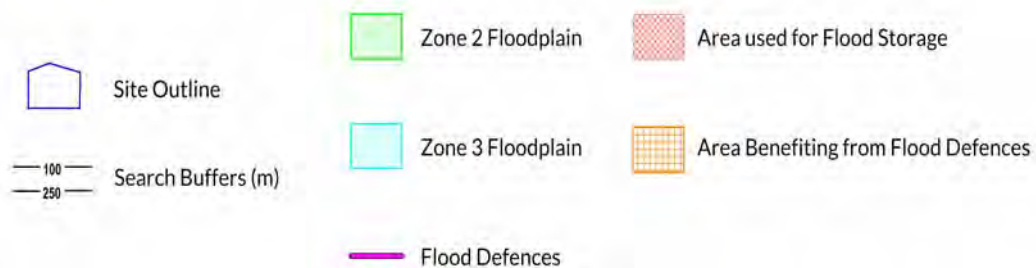 Site Outline
100
250
Search Buffers (m)
Zone 2 Floodplain
Zone 3 Floodplain
Flood Defences
Area used for Flood Storage
Area Benefiting from Flood Defences